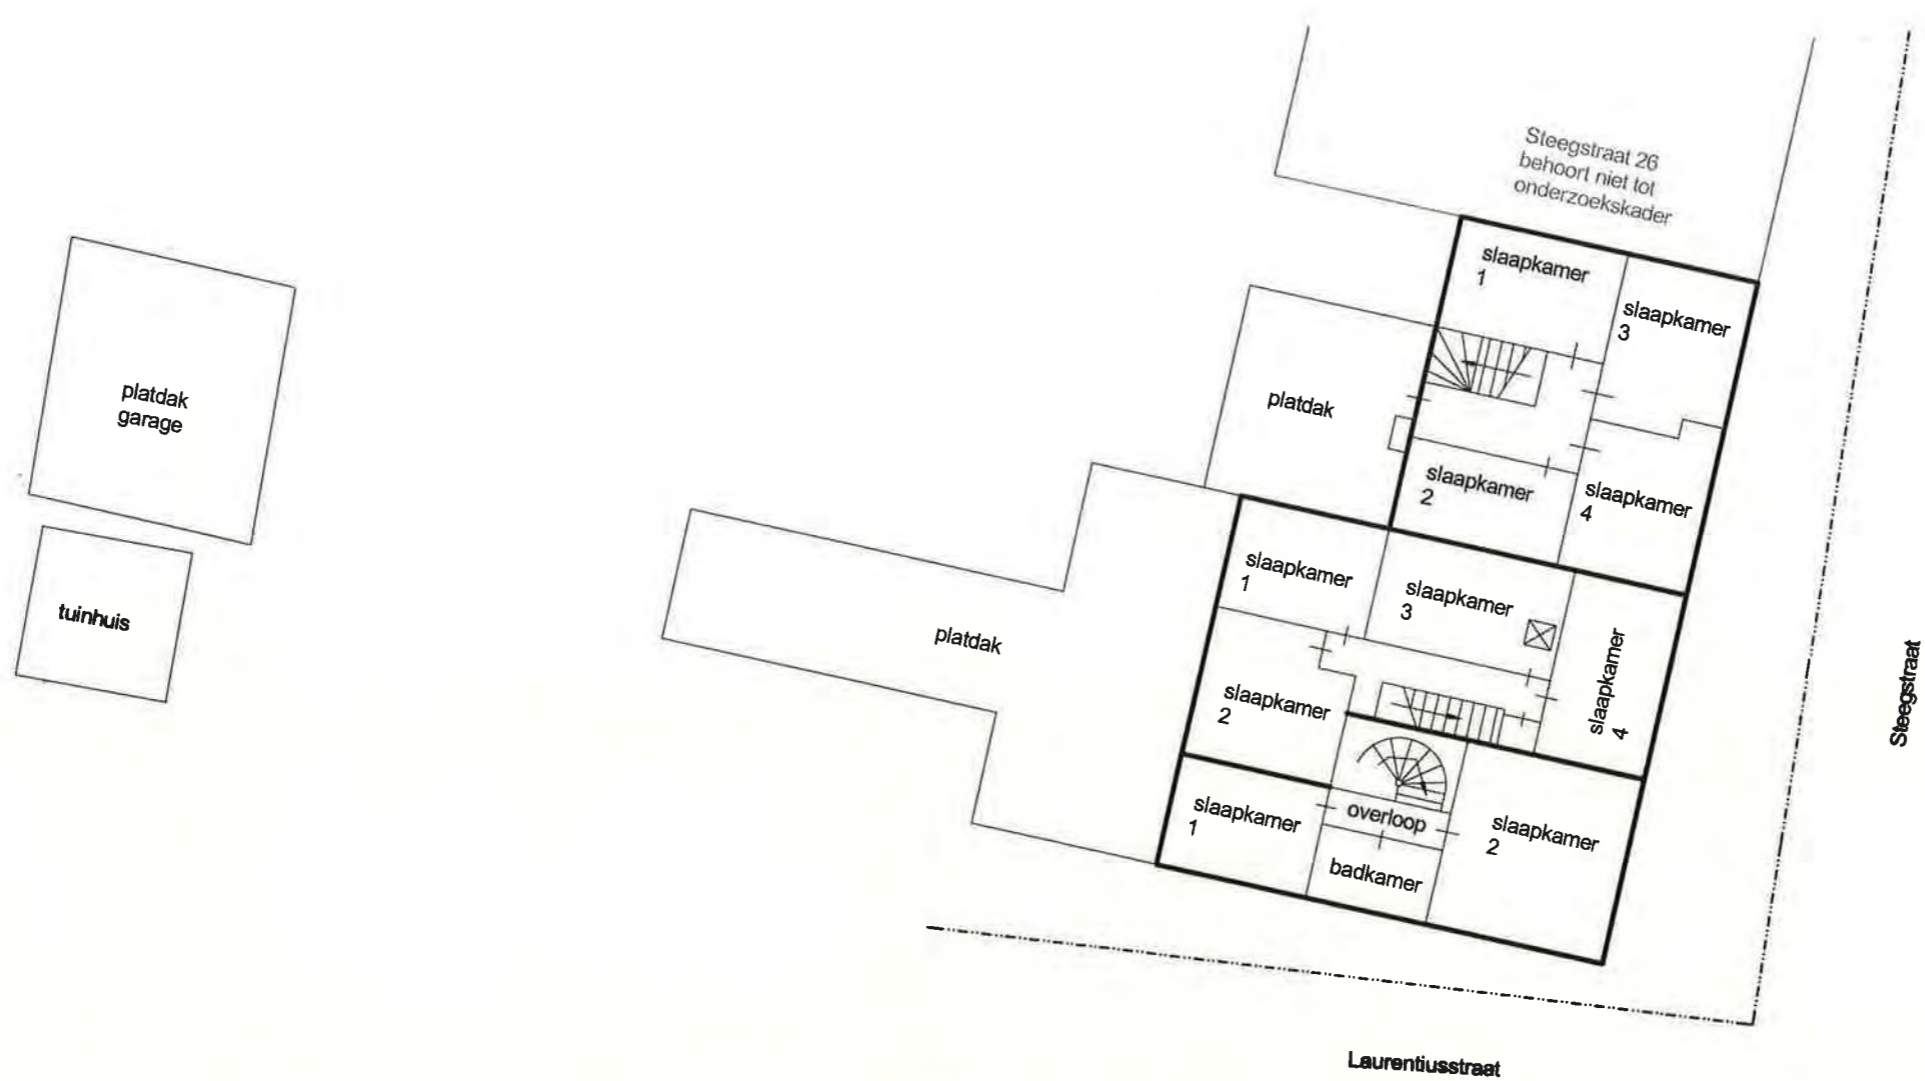 Steegstraat 26
behoort niet tot
onderzoekskader
slaapkamer
1
slaapkamer
3
platdak
garage
platdak
slaapkamer
2
slaapkamer
4
slaapkamer
1
slaapkamer
3
tuinhuis
platdak
slaapkamer
4
Steegstraat
slaapkamer
2
slaapkamer
1
overloop
slaapkamer
2
badkamer
Laurentiusstraat